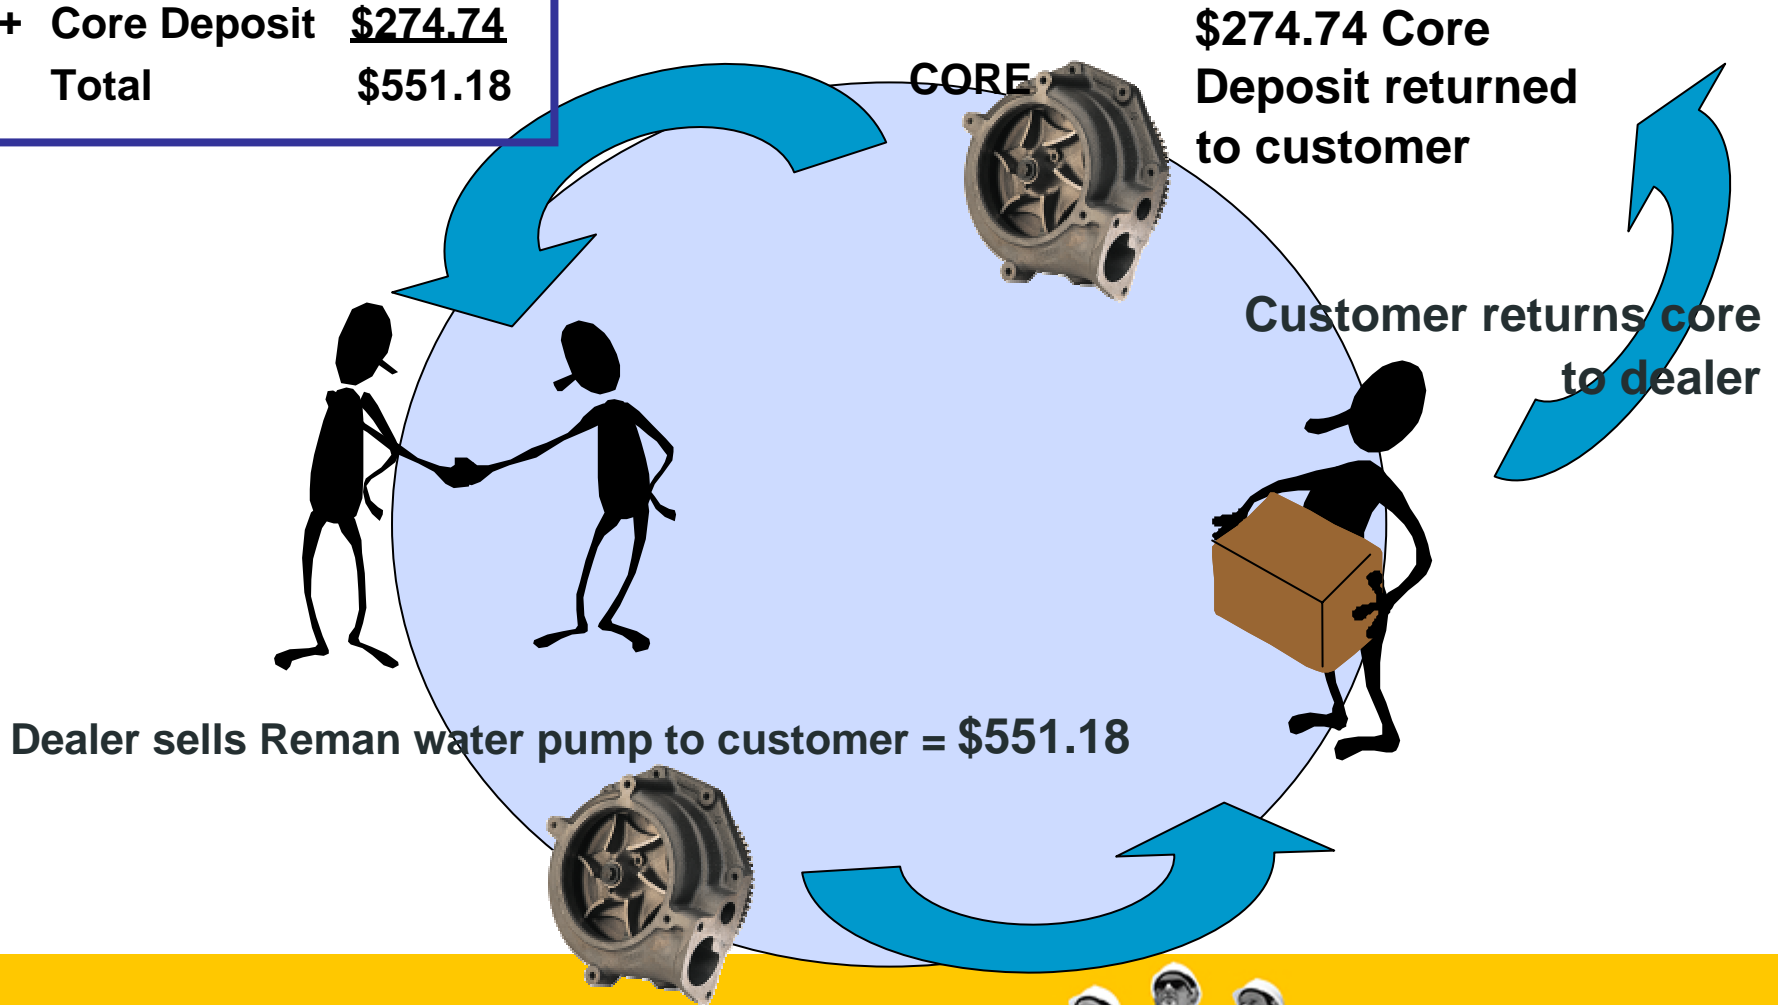 + Core Deposit $274.74
Total $551.18
CORE
$274.74 Core
Deposit returned
to customer
Customer returns core
to dealer
Dealer sells Reman water pump to customer = $551.18